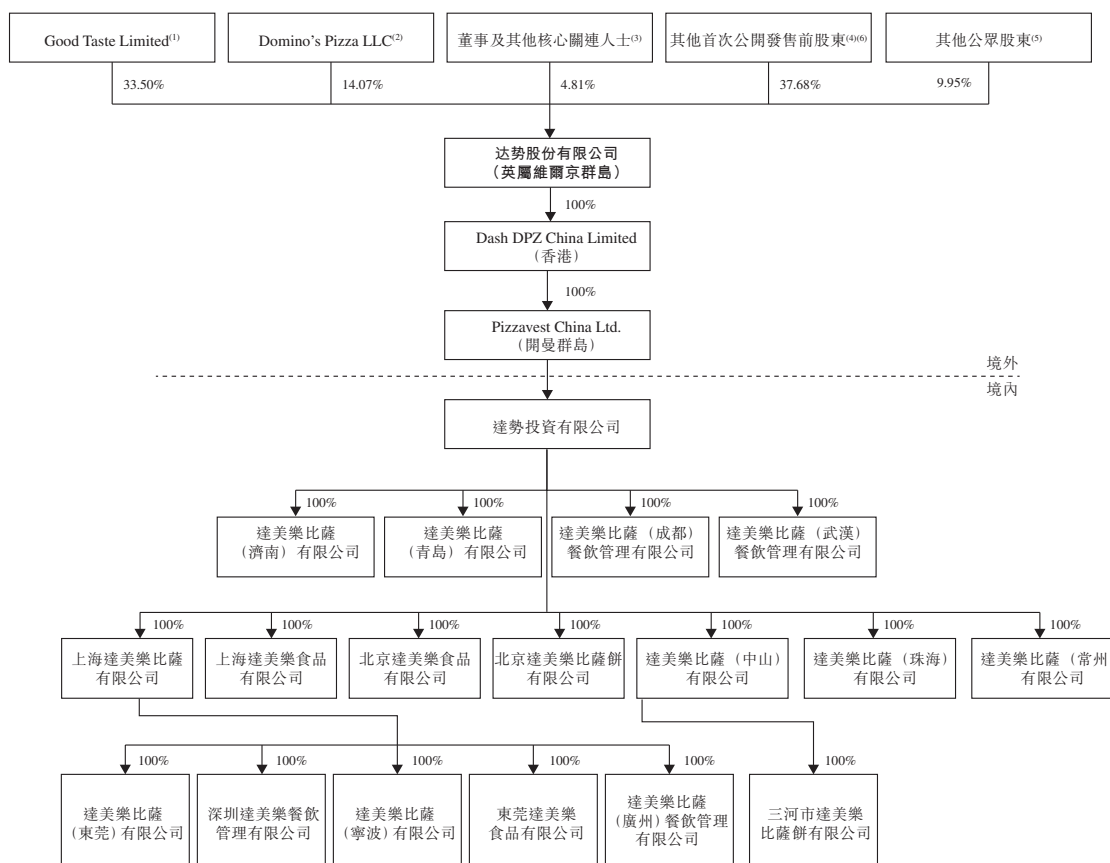 Good Taste Limited(1)
Domino's Pizza LLC(2)
董事及其他核心關連人士(3)
其他首次公開發售前股東(4)(6)
其他公眾股東(5)
33.50%
14.07%
4.81%
37.68%
9.95%
达势股份有限公司
（英屬維爾京群島）
100%
Dash DPZ China Limited
（香港）
100%
Pizzavest China Ltd.
（開曼群島）
境外
境內
達勢投資有限公司
100%
100%
100%
100%
達美樂比薩
（濟南）有限公司
達美樂比薩
（青島）有限公司
達美樂比薩（成都）
餐飲管理有限公司
達美樂比薩（武漢）
餐飲管理有限公司
100%
100%
100%
100%
100%
100%
100%
上海達美樂比薩
有限公司
上海達美樂食品
有限公司
北京達美樂食品
有限公司
北京達美樂比薩餅
有限公司
達美樂比薩（中山）
有限公司
達美樂比薩（珠海）
有限公司
達美樂比薩（常州
有限公司
100%
100%
100%
100%
100%
100%
達美樂比薩
（東莞）有限公司
深圳達美樂餐飲
管理有限公司
達美樂比薩
（寧波）有限公司
東莞達美樂
食品有限公司
達美樂比薩
（廣州）餐飲管理
有限公司
三河市達美樂
比薩餅有限公司